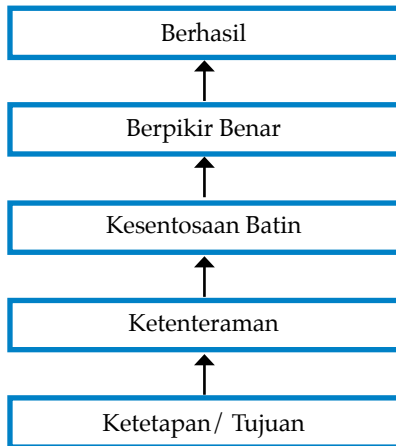 Berhasil
Berpikir Benar
Kesentosaan Batin
Ketenteraman
Ketetapan/ Tujuan